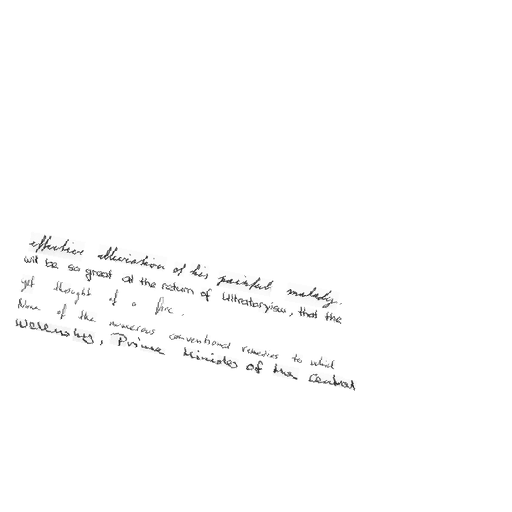 effective alleviation of his painful malady.
will be so great at the return of Ultratoryism, that the
yet thought of a fire.
None of the numerous conventional remedies to which
Welensky, Prime Minister of the Central